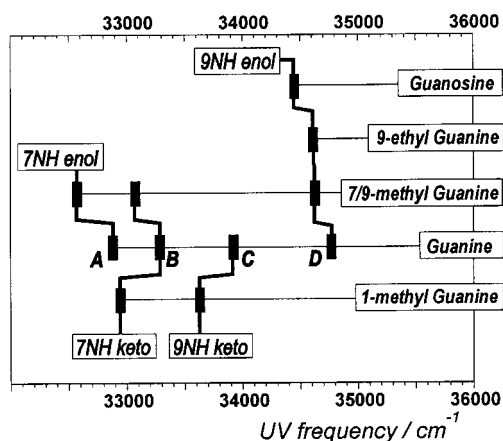 33000 34000 35000 36000
9NH enol
Guanosine
9-ethyl Guanine
7NH enol
7/9-methyl Guanine
Guanine
A B C D
1-methyl Guanine
7NH keto 9NH keto
33000 34000 35000 36000
UV frequency / cm⁻¹